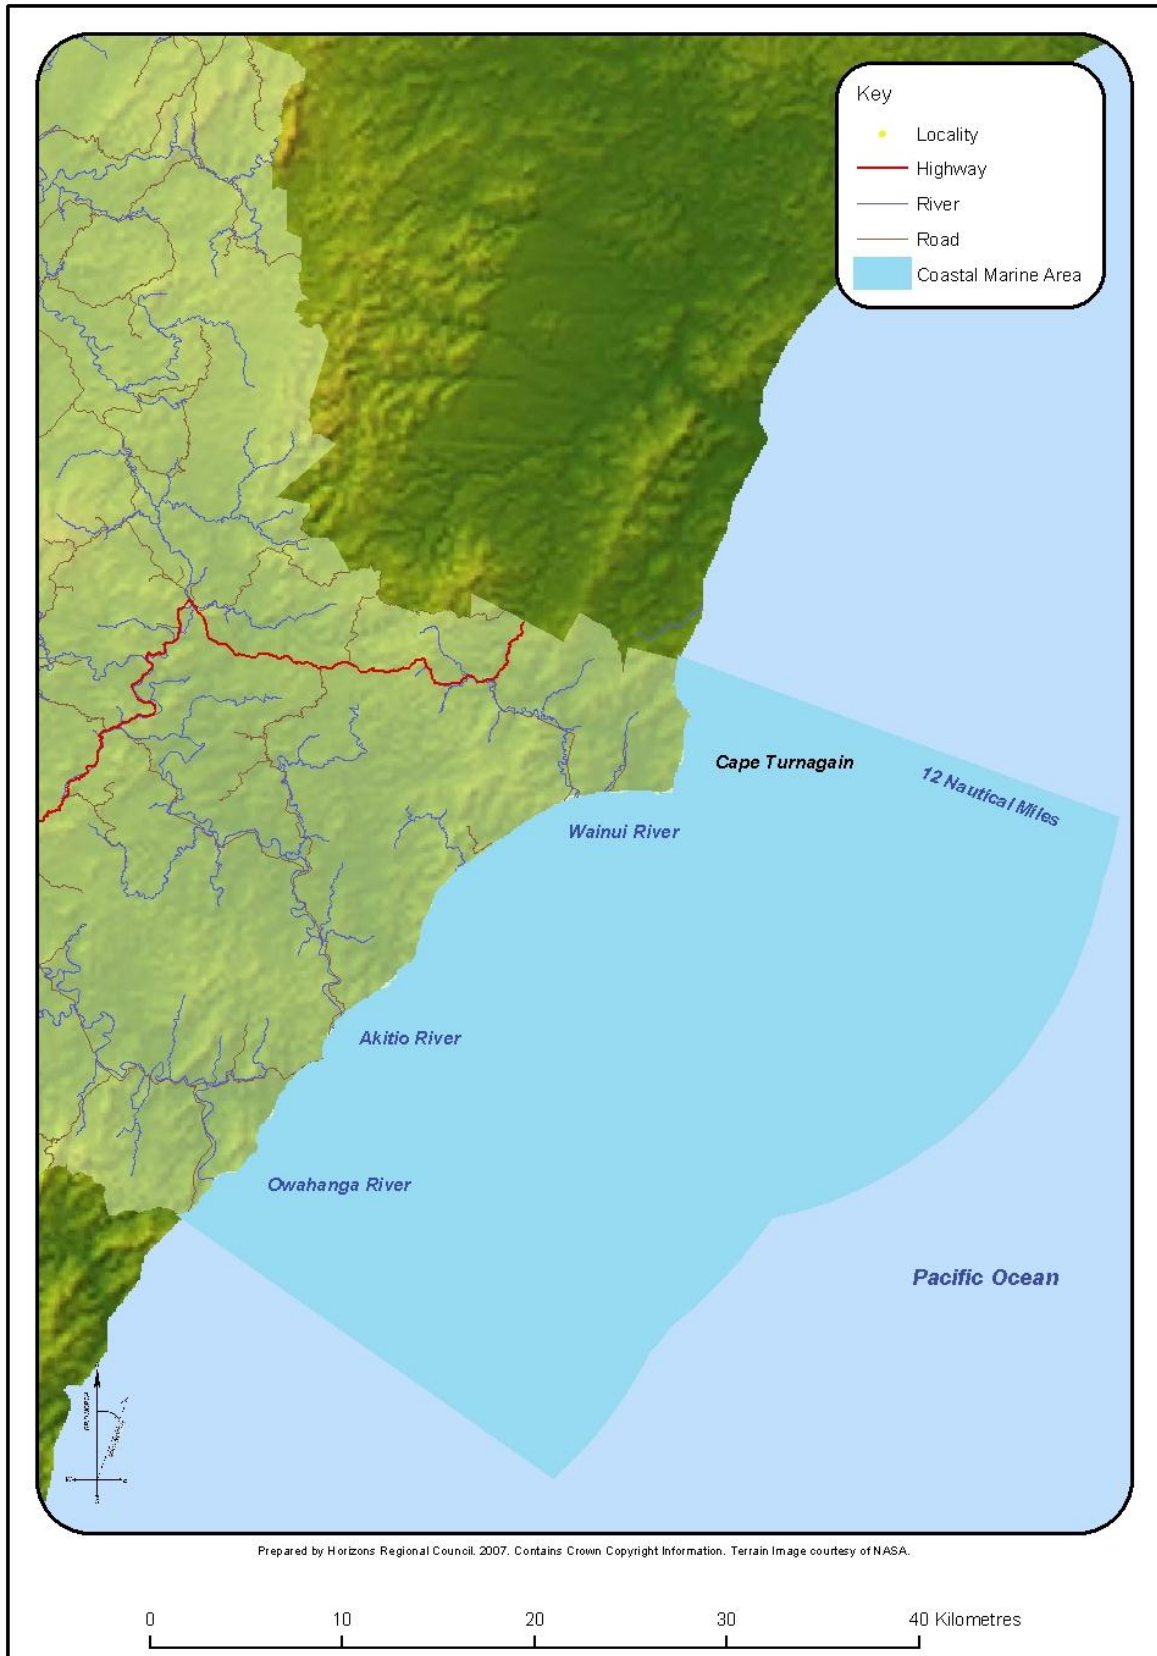 Key
Locality
Highway
River
Road
Coastal Marine Area
Cape Turnagain
12 Nautical Miles
Wainui River
Akitio River
Owahanga River
Pacific Ocean
Prepared by Horizons Regional Council. 2007. Contains Crown Copyright Information. Terrain Image courtesy of NASA.
0 10 20 30 40 Kilometres